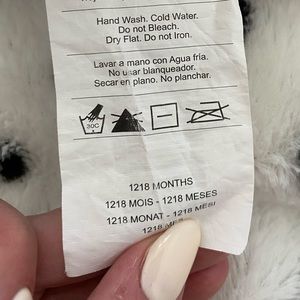 Hand Wash. Cold Water.
Do not Bleach.
Dry Flat. Do not Iron.
Lavar a mano con Agua fría.
No usar blanqueador.
Secar en plano. No planchar.
30C
1218 MONTHS
1218 MOIS - 1218 MESES
1218 MONAT - 1218 MESI
1218